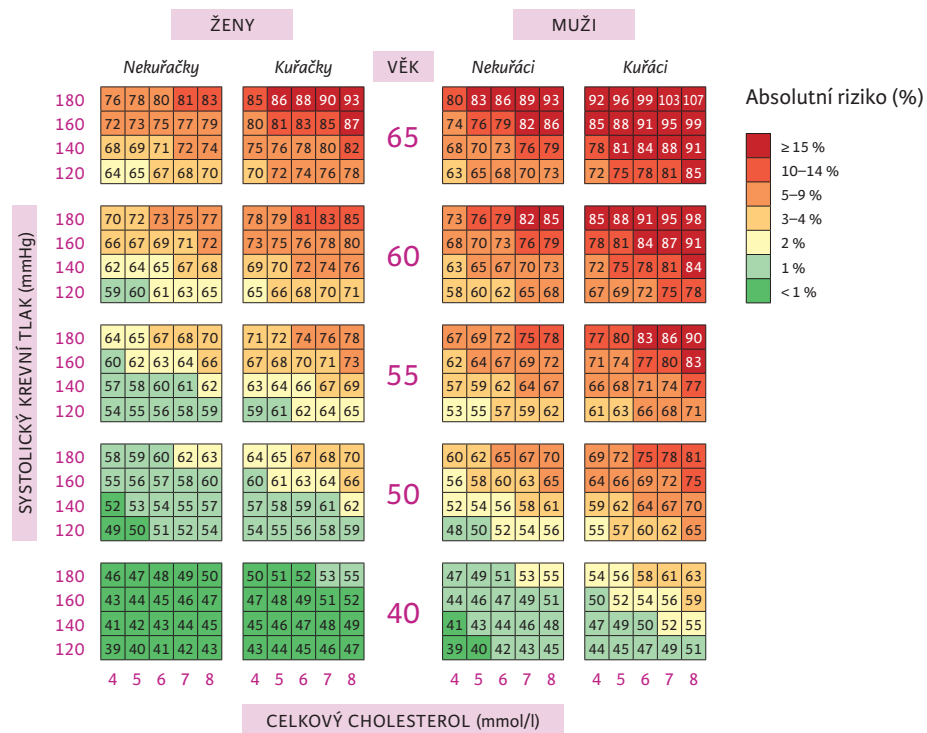 ŽENY MUŽI
Nekuřačky Kuřačky VĚK Nekuřáci Kuřáci
180 76 78 80 81 83 85 86 88 90 93 80 83 86 89 93 92 96 99 103 107
160 72 73 75 77 79 80 81 83 85 87 74 76 79 82 86 85 88 91 95 99
65
140 68 69 71 72 74 75 76 78 80 82 68 70 73 76 79 78 81 84 88 91
120 64 65 67 68 70 70 72 74 76 78 63 65 68 70 73 72 75 78 81 85
180 70 72 73 75 77 78 79 81 83 85 73 76 79 82 85 85 88 91 95 98
160 66 67 69 71 72 73 75 76 78 80 68 70 73 76 79 78 81 84 87 91
60
140 62 64 65 67 68 69 70 72 74 76 63 65 67 70 73 72 75 78 81 84
120 59 60 61 63 65 65 66 68 70 71 58 60 62 65 68 67 69 72 75 78
180 64 65 67 68 70 71 72 74 76 78 67 69 72 75 78 77 80 83 86 90
160 60 62 63 64 66 67 68 70 71 73 62 64 67 69 72 71 74 77 80 83
55
140 57 58 60 61 62 63 64 66 67 69 57 59 62 64 67 66 68 71 74 77
120 54 55 56 58 59 59 61 62 64 65 53 55 57 59 62 61 63 66 68 71
180 58 59 60 62 63 64 65 67 68 70 60 62 65 67 70 69 72 75 78 81
160 55 56 57 58 60 60 61 63 64 66 56 58 60 63 65 64 66 69 72 75
50
140 52 53 54 55 57 57 58 59 61 62 52 54 56 58 61 59 62 64 67 70
120 49 50 51 52 54 54 55 56 58 59 48 50 52 54 56 55 57 60 62 65
180 46 47 48 49 50 50 51 52 53 55 47 49 51 53 55 54 56 58 61 63
160 43 44 45 46 47 47 48 49 51 52 44 46 47 49 51 50 52 54 56 59
40
140 41 42 43 44 45 45 46 47 48 49 41 43 44 46 48 47 49 50 52 55
120 39 40 41 42 43 43 44 45 46 47 39 40 42 43 45 44 45 47 49 51
4 5 6 7 8 4 5 6 7 8 4 5 6 7 8 4 5 6 7 8
CELKOVÝ CHOLESTEROL (mmol/l)
SYSTOLICKÝ KREVNÍ TLAK (mmHg)
Absolutní riziko (%)
≥ 15 %
10–14 %
5–9 %
3–4 %
2 %
1 %
< 1 %